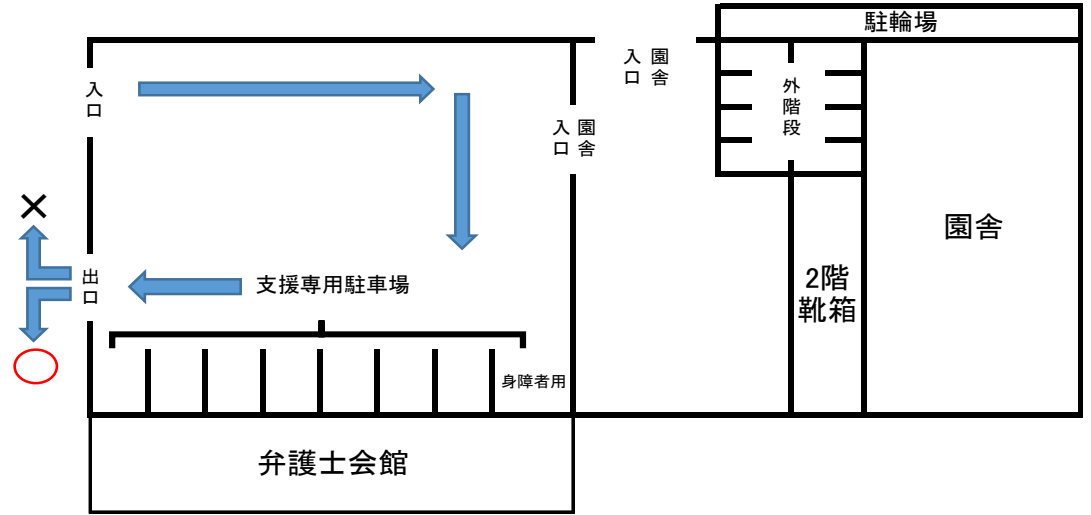 駐輪場
入口
園舎入口
外階段
園舎入口
×
園舎
出口
支援専用駐車場
2階
靴箱
身障者用
弁護士会館